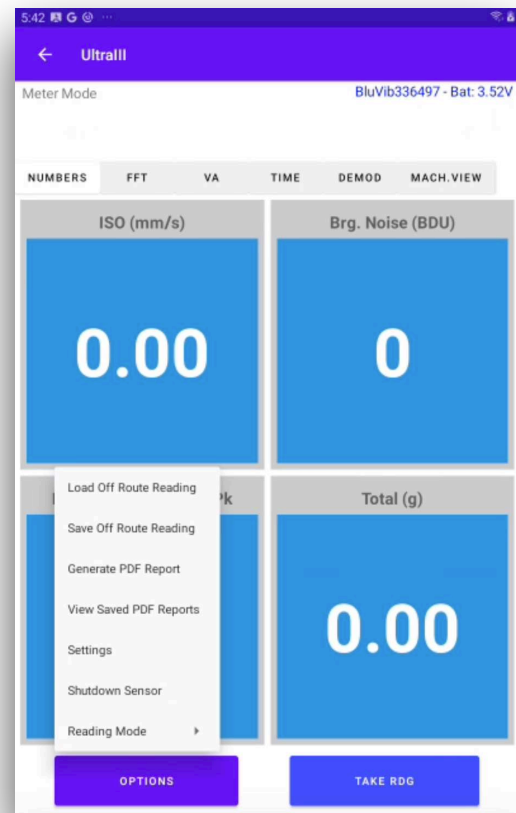 5:42 G
UltraIII
Meter Mode
BluVib336497 - Bat: 3.52V
NUMBERS FFT VA TIME DEMOD MACH.VIEW
ISO (mm/s)
Brg. Noise (BDU)
0.00
0
Pk
Total (g)
0.00
Load Off Route Reading
Save Off Route Reading
Generate PDF Report
View Saved PDF Reports
Settings
Shutdown Sensor
Reading Mode
OPTIONS
TAKE RDG